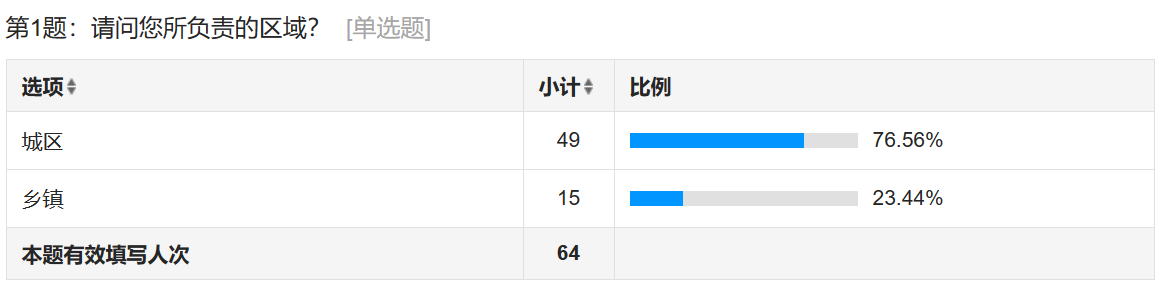 第1题：请问您所负责的区域？ [单选题]
选项 小计 比例
城区 49 76.56%
乡镇 15 23.44%
本题有效填写人次 64